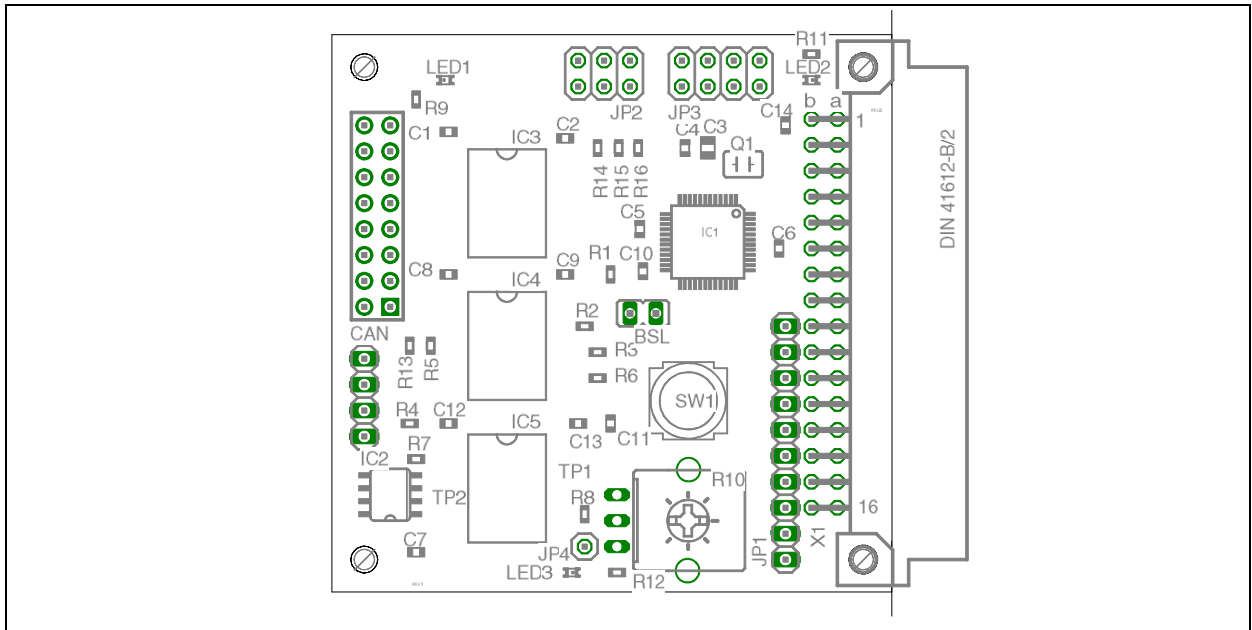 R11
LED1
LED2
R9
JP2
JP3
b a
C14
1
C1
IC3
C2
C4
C3
Q1
R14
R15
R16
DIN 41612-B/2
C5
IC1
C6
R1
C10
C8
IC4
C9
R2
BSL
CAN
R3
R13
R5
R6
SW1
R4
C12
IC5
C13
C11
R7
IC2
TP1
R10
TP2
R8
16
X1
C7
JP4
JP1
LED3
R12